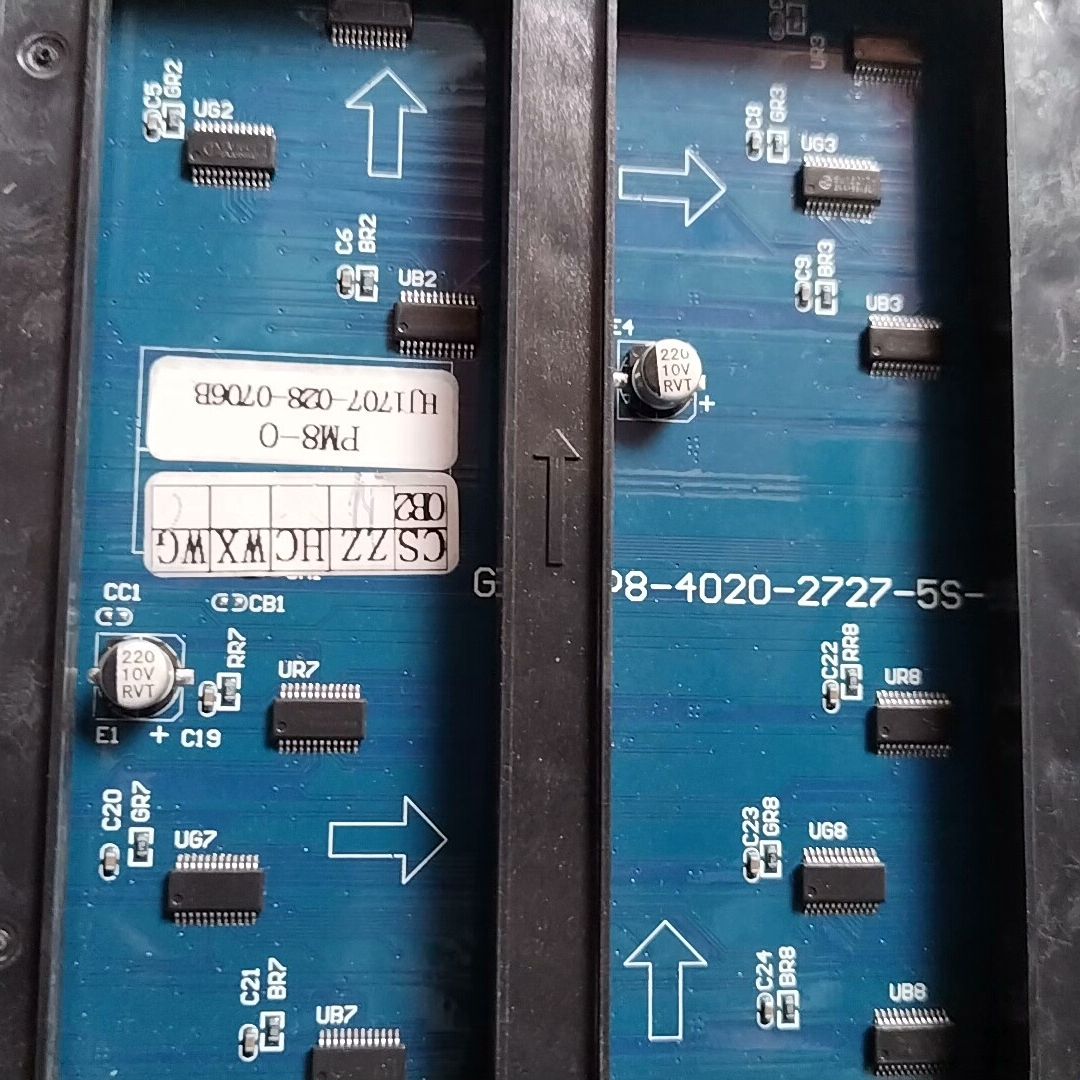 UR3
C5
GR2
UG2
C8
GR3
UG3
C6
BR2
UB2
C9
BR3
UB3
E4
220
10V
RVT
+
HJ1707-028-0706B
PM8-0
0B2
CS ZZ HC WX WG
P8-4020-2727-5S-
CC1
CB1
220
10V
RVT
E1
+
C19
RR7
UR7
C22
RR8
UR8
C20
GR7
UG7
C23
GR8
UG8
C21
BR7
UB7
C24
BR8
UB8